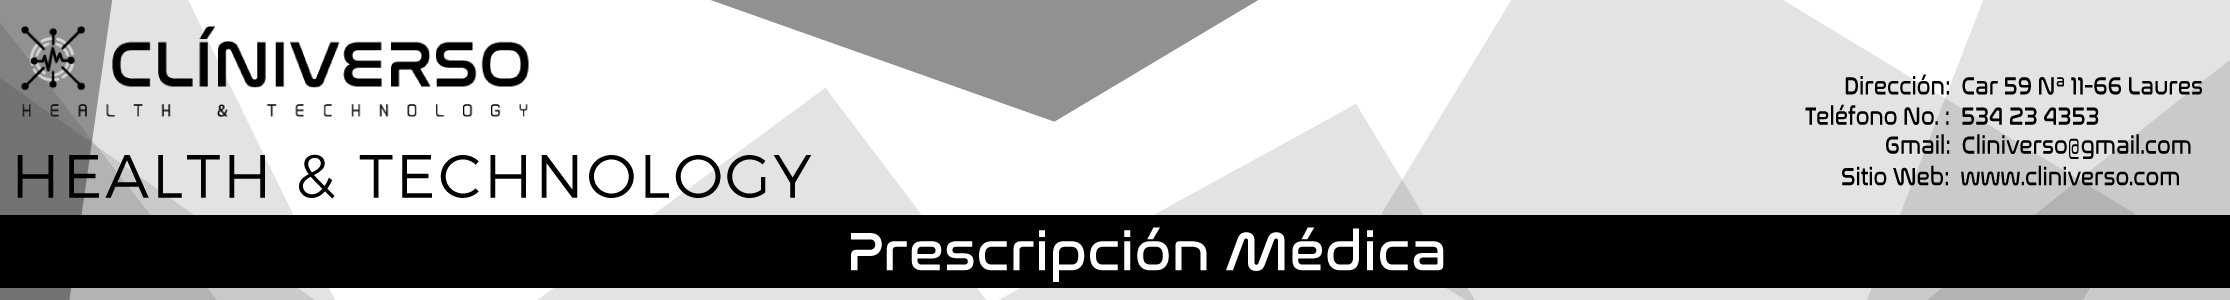 CLÍNIVERSO
HEALTH & TECHNOLOGY
HEALTH & TECHNOLOGY
Dirección: Car 59 Nª 11-66 Laures
Teléfono No. : 534 23 4353
Gmail: Cliniverso@gmail.com
Sitio Web: www.cliniverso.com
Prescripción Médica